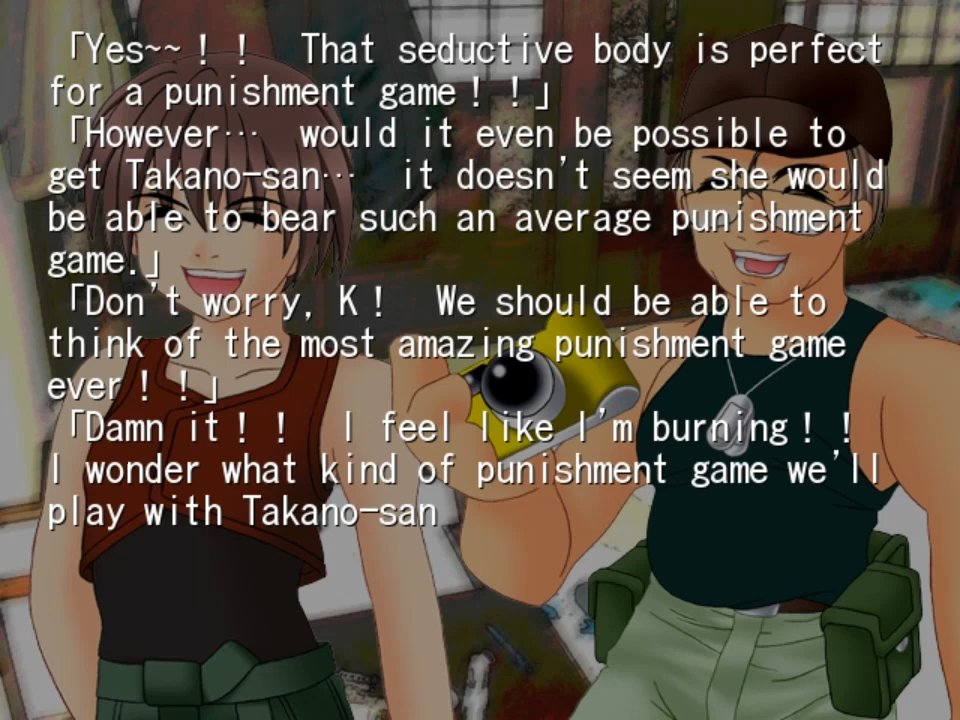 「Yes~~！！　That seductive body is perfect
for a punishment game！！」
「However…　would it even be possible to
get Takano-san…　it doesn't seem she would
be able to bear such an average punishment
game.」
「Don't worry, K！　We should be able to
think of the most amazing punishment game
ever！！」
「Damn it！！　I feel like I'm burning！！
I wonder what kind of punishment game we'll
play with Takano-san